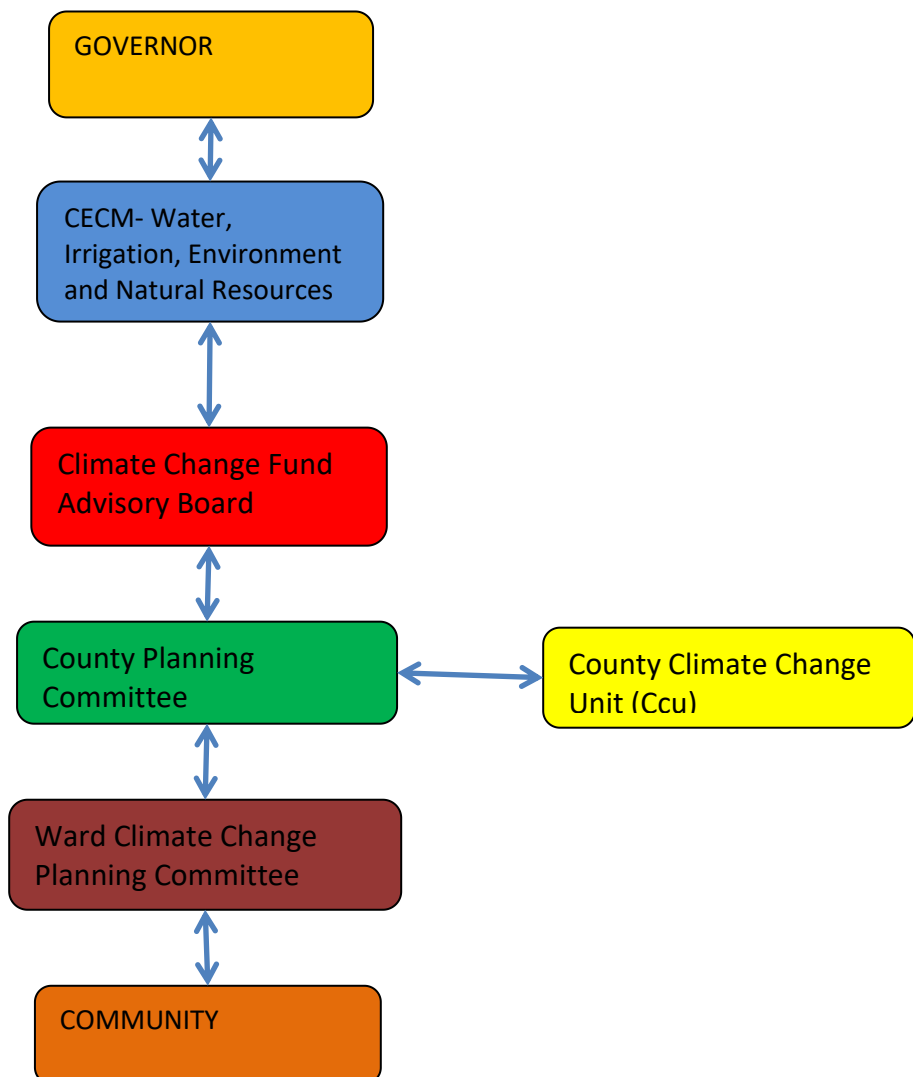 GOVERNOR
CECM- Water,
Irrigation, Environment
and Natural Resources
Climate Change Fund
Advisory Board
County Planning
Committee
County Climate Change
Unit (Ccu)
Ward Climate Change
Planning Committee
COMMUNITY